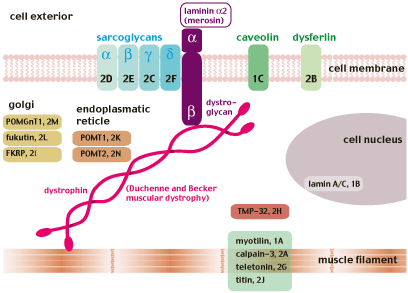 cell exterior
laminin α2
(merosin)
sarcoglycans
caveolin
dysferlin
α β γ δ
α
2D 2E 2C 2F
1C
2B
cell membrane
golgi
POMGnT1, 2M
fukutin, 2L
FKRP, 2I
endoplasmatic
reticle
POMT1, 2K
POMT2, 2N
β
dystro-
glycan
cell nucleus
lamin A/C, 1B
dystrophin
(Duchenne and Becker
muscular dystrophy)
TMP-32, 2H
myotilin, 1A
calpain-3, 2A
teletonin, 2G
titin, 2J
muscle filament